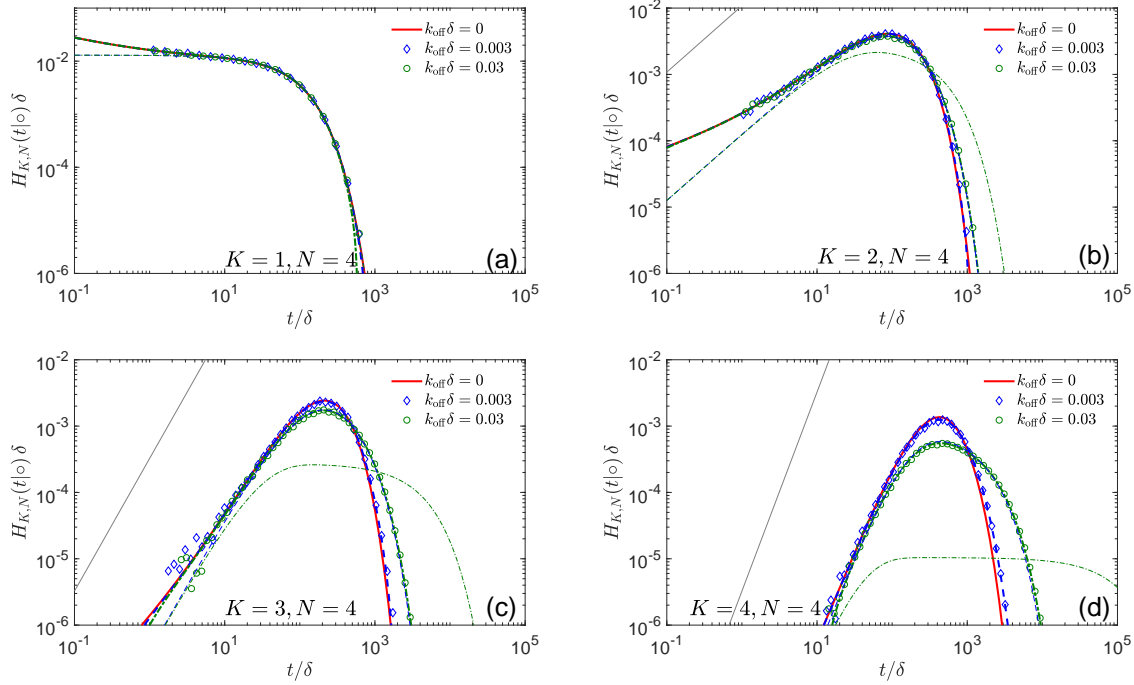 10^-2
10^-4
10^-6
H_{K,N}(t|∘) δ
k_off δ = 0
k_off δ = 0.003
k_off δ = 0.03
K = 1, N = 4
(a)
10^-1 10^1 10^3 10^5
t/δ
10^-2
10^-3
10^-4
10^-5
10^-6
H_{K,N}(t|∘) δ
k_off δ = 0
k_off δ = 0.003
k_off δ = 0.03
K = 2, N = 4
(b)
10^-1 10^1 10^3 10^5
t/δ
10^-2
10^-3
10^-4
10^-5
10^-6
H_{K,N}(t|∘) δ
k_off δ = 0
k_off δ = 0.003
k_off δ = 0.03
K = 3, N = 4
(c)
10^-1 10^1 10^3 10^5
t/δ
10^-2
10^-3
10^-4
10^-5
10^-6
H_{K,N}(t|∘) δ
k_off δ = 0
k_off δ = 0.003
k_off δ = 0.03
K = 4, N = 4
(d)
10^-1 10^1 10^3 10^5
t/δ